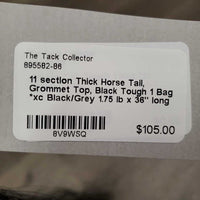 The Tack Collector
895582-86
11 section Thick Horse Tail,
Grommet Top, Black Tough 1 Bag
*xc Black/Grey 1.75 lb x 36" long
8V9WSQ
$105.00